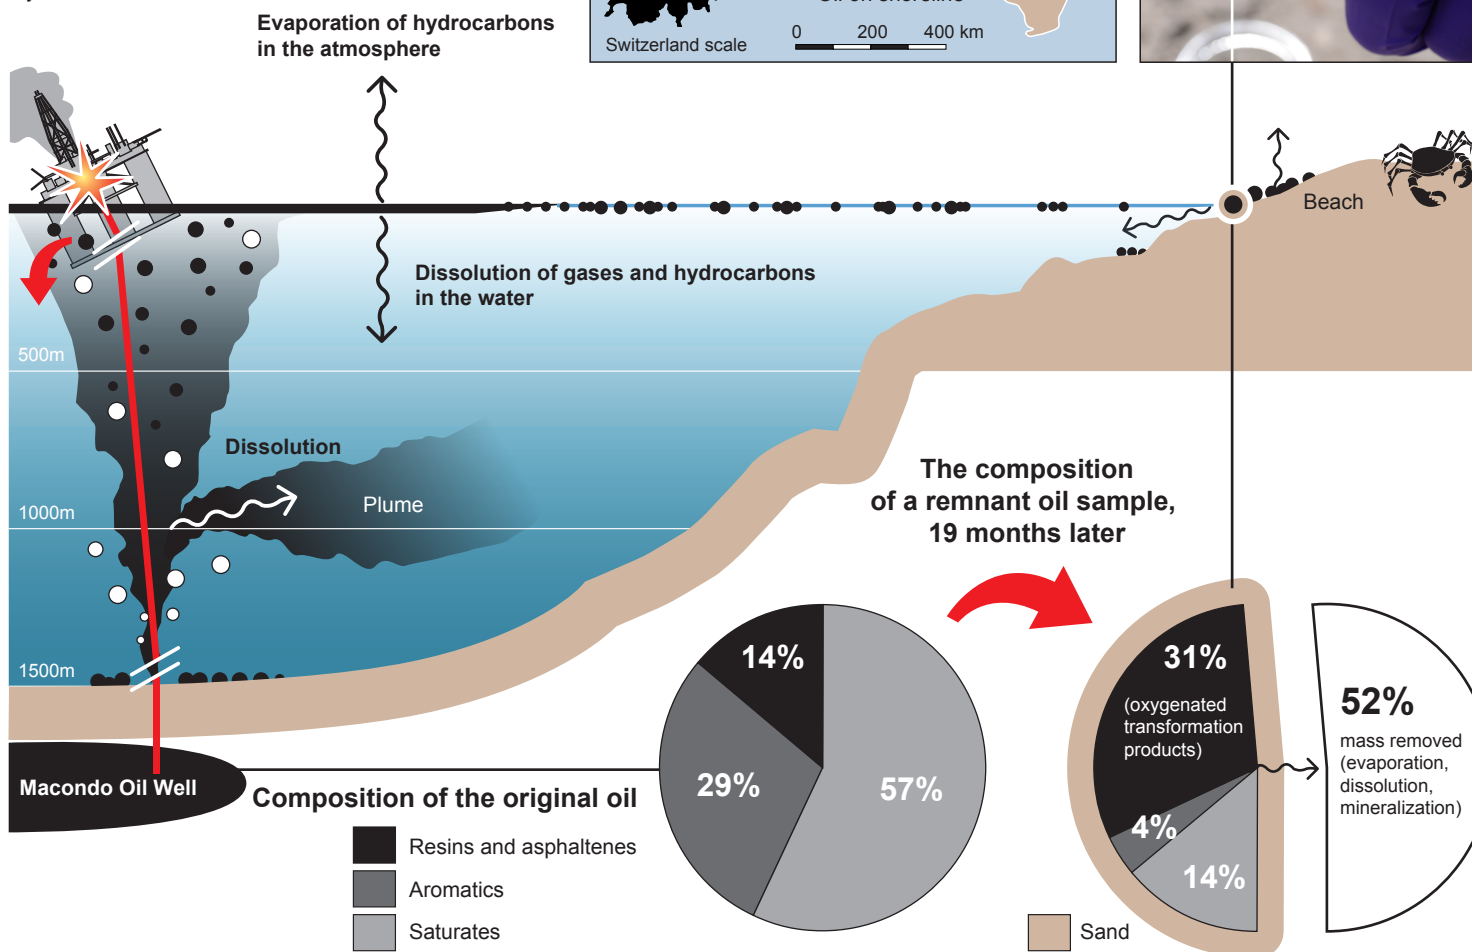 Evaporation of hydrocarbons
in the atmosphere
Switzerland scale
0 200 400 km
Beach
Dissolution of gases and hydrocarbons
in the water
500m
Dissolution
Plume
1000m
The composition
of a remnant oil sample,
19 months later
1500m
14%
29%
57%
31%
(oxygenated
transformation
products)
4%
14%
52%
mass removed
(evaporation,
dissolution,
mineralization)
Macondo Oil Well
Composition of the original oil
Resins and asphaltenes
Aromatics
Saturates
Sand